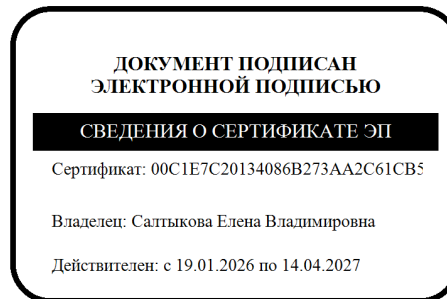 ДОКУМЕНТ ПОДПИСАН
ЭЛЕКТРОННОЙ ПОДПИСЬЮ
СВЕДЕНИЯ О СЕРТИФИКАТЕ ЭП
Сертификат: 00C1E7C20134086B273AA2C61CB5
Владелец: Салтыкова Елена Владимировна
Действителен: с 19.01.2026 по 14.04.2027